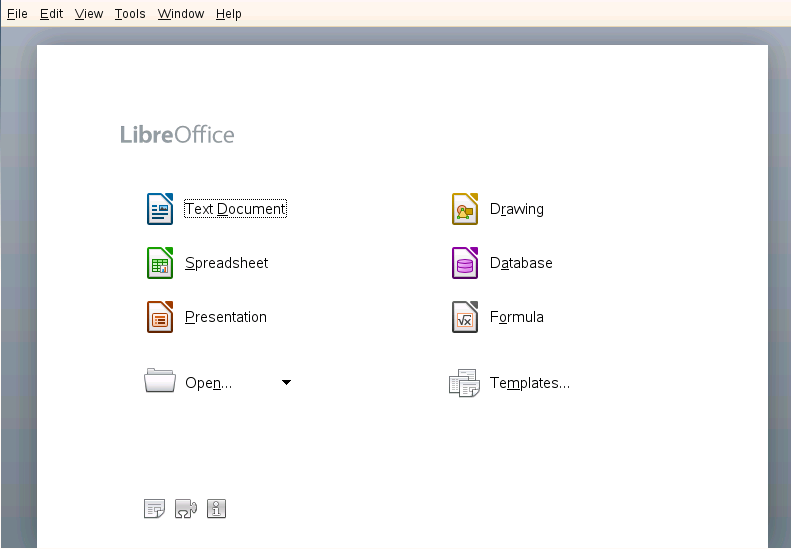 File Edit View Tools Window Help
LibreOffice
Text Document
Drawing
Spreadsheet
Database
Presentation
Formula
Open...
Templates...